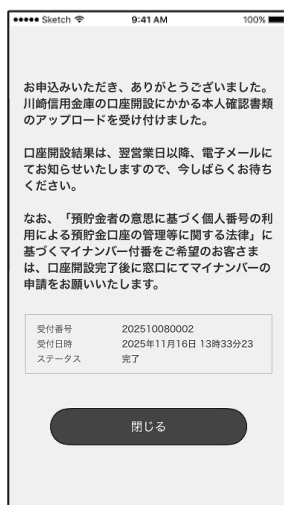 ●●●●● Sketch 9:41 AM 100%
お申込みいただき、ありがとうございました。
川崎信用金庫の口座開設にかかる本人確認書類
のアップロードを受け付けました。
口座開設結果は、翌営業日以降、電子メールに
てお知らせいたしますので、今しばらくお待ち
ください。
なお、「預貯金者の意思に基づく個人番号の利
用による預貯金口座の管理等に関する法律」に
基づくマイナンバー付番をご希望のお客さま
は、口座開設完了後に窓口にてマイナンバーの
申請をお願いいたします。
受付番号 202510080002
受付日時 2025年11月16日 13時33分23
ステータス 完了
閉じる